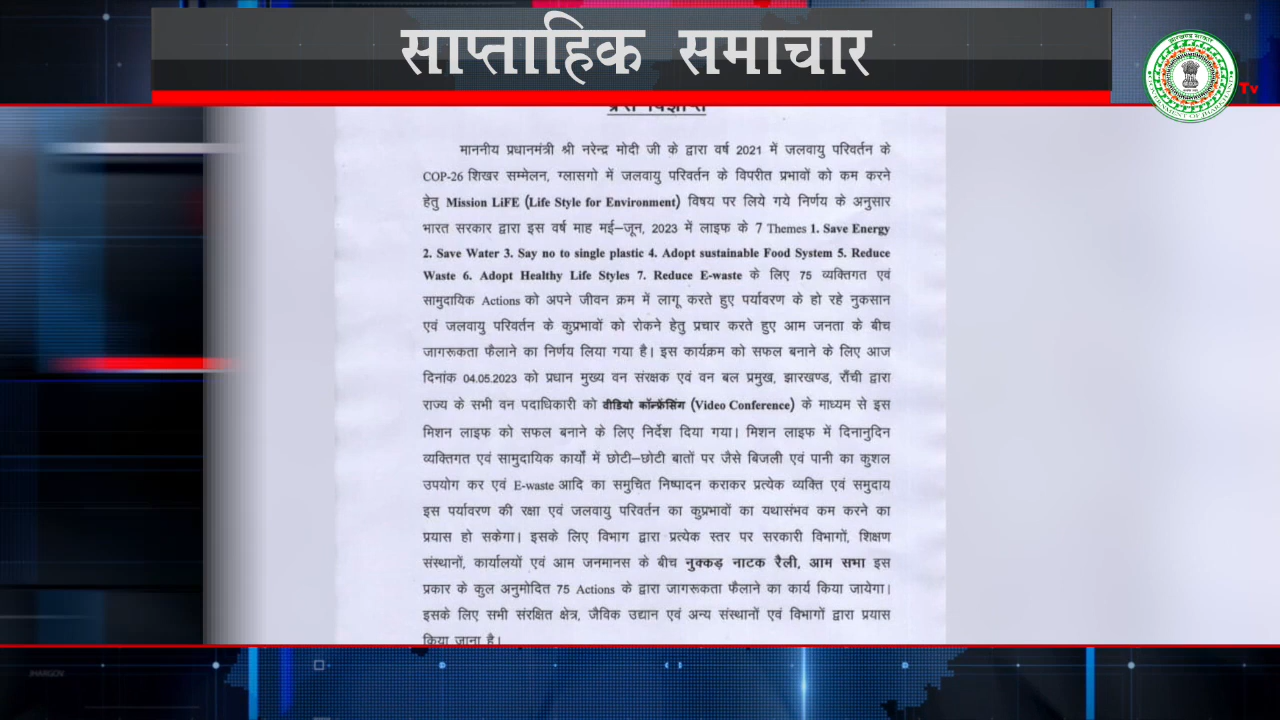 साप्ताहिक समाचार
झारखण्ड सरकार
GOVERNMENT OF JHARKHAND
Tv
प्रेस विज्ञप्ति
माननीय प्रधानमंत्री श्री नरेन्द्र मोदी जी के द्वारा वर्ष 2021 में जलवायु परिवर्तन के
COP-26 शिखर सम्मेलन, ग्लासगो में जलवायु परिवर्तन के विपरीत प्रभावों को कम करने
हेतु Mission LiFE (Life Style for Environment) विषय पर लिये गये निर्णय के अनुसार
भारत सरकार द्वारा इस वर्ष माह मई–जून, 2023 में लाइफ के 7 Themes 1. Save Energy
2. Save Water 3. Say no to single plastic 4. Adopt sustainable Food System 5. Reduce
Waste 6. Adopt Healthy Life Styles 7. Reduce E-waste के लिए 75 व्यक्तिगत एवं
सामुदायिक Actions को अपने जीवन क्रम में लागू करते हुए पर्यावरण के हो रहे नुकसान
एवं जलवायु परिवर्तन के कुप्रभावों को रोकने हेतु प्रचार करते हुए आम जनता के बीच
जागरूकता फैलाने का निर्णय लिया गया है। इस कार्यक्रम को सफल बनाने के लिए आज
दिनांक 04.05.2023 को प्रधान मुख्य वन संरक्षक एवं वन बल प्रमुख, झारखण्ड, राँची द्वारा
राज्य के सभी वन पदाधिकारी को वीडियो कॉन्फ्रेंसिंग (Video Conference) के माध्यम से इस
मिशन लाइफ को सफल बनाने के लिए निर्देश दिया गया। मिशन लाइफ में दिनानुदिन
व्यक्तिगत एवं सामुदायिक कार्यों में छोटी–छोटी बातों पर जैसे बिजली एवं पानी का कुशल
उपयोग कर एवं E-waste आदि का समुचित निष्पादन कराकर प्रत्येक व्यक्ति एवं समुदाय
इस पर्यावरण की रक्षा एवं जलवायु परिवर्तन का कुप्रभावों का यथासंभव कम करने का
प्रयास हो सकेगा। इसके लिए विभाग द्वारा प्रत्येक स्तर पर सरकारी विभागों, शिक्षण
संस्थानों, कार्यालयों एवं आम जनमानस के बीच नुक्कड़ नाटक रैली, आम सभा इस
प्रकार के कुल अनुमोदित 75 Actions के द्वारा जागरूकता फैलाने का कार्य किया जायेगा।
इसके लिए सभी संरक्षित क्षेत्र, जैविक उद्यान एवं अन्य संस्थानों एवं विभागों द्वारा प्रयास
किया जाना है।
JHARGOV